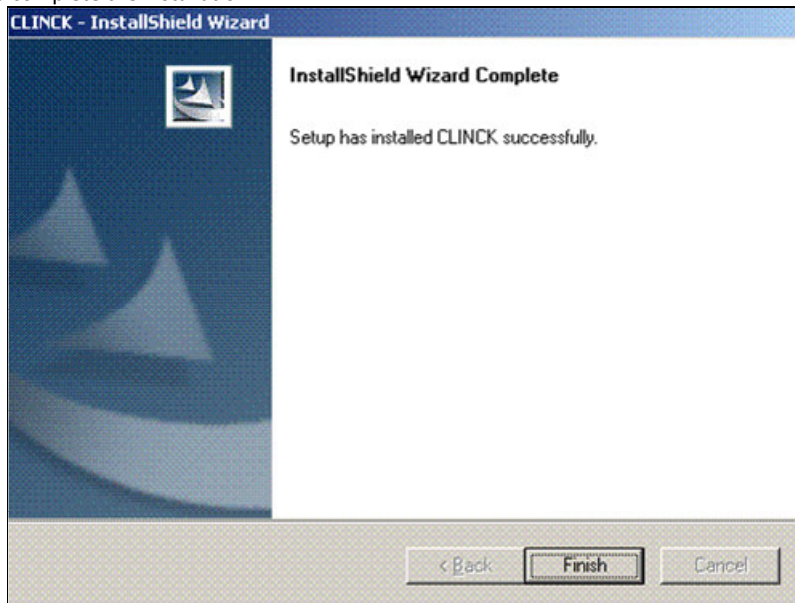 CLINCK - InstallShield Wizard
InstallShield Wizard Complete
Setup has installed CLINCK successfully.
< Back
Finish
Cancel